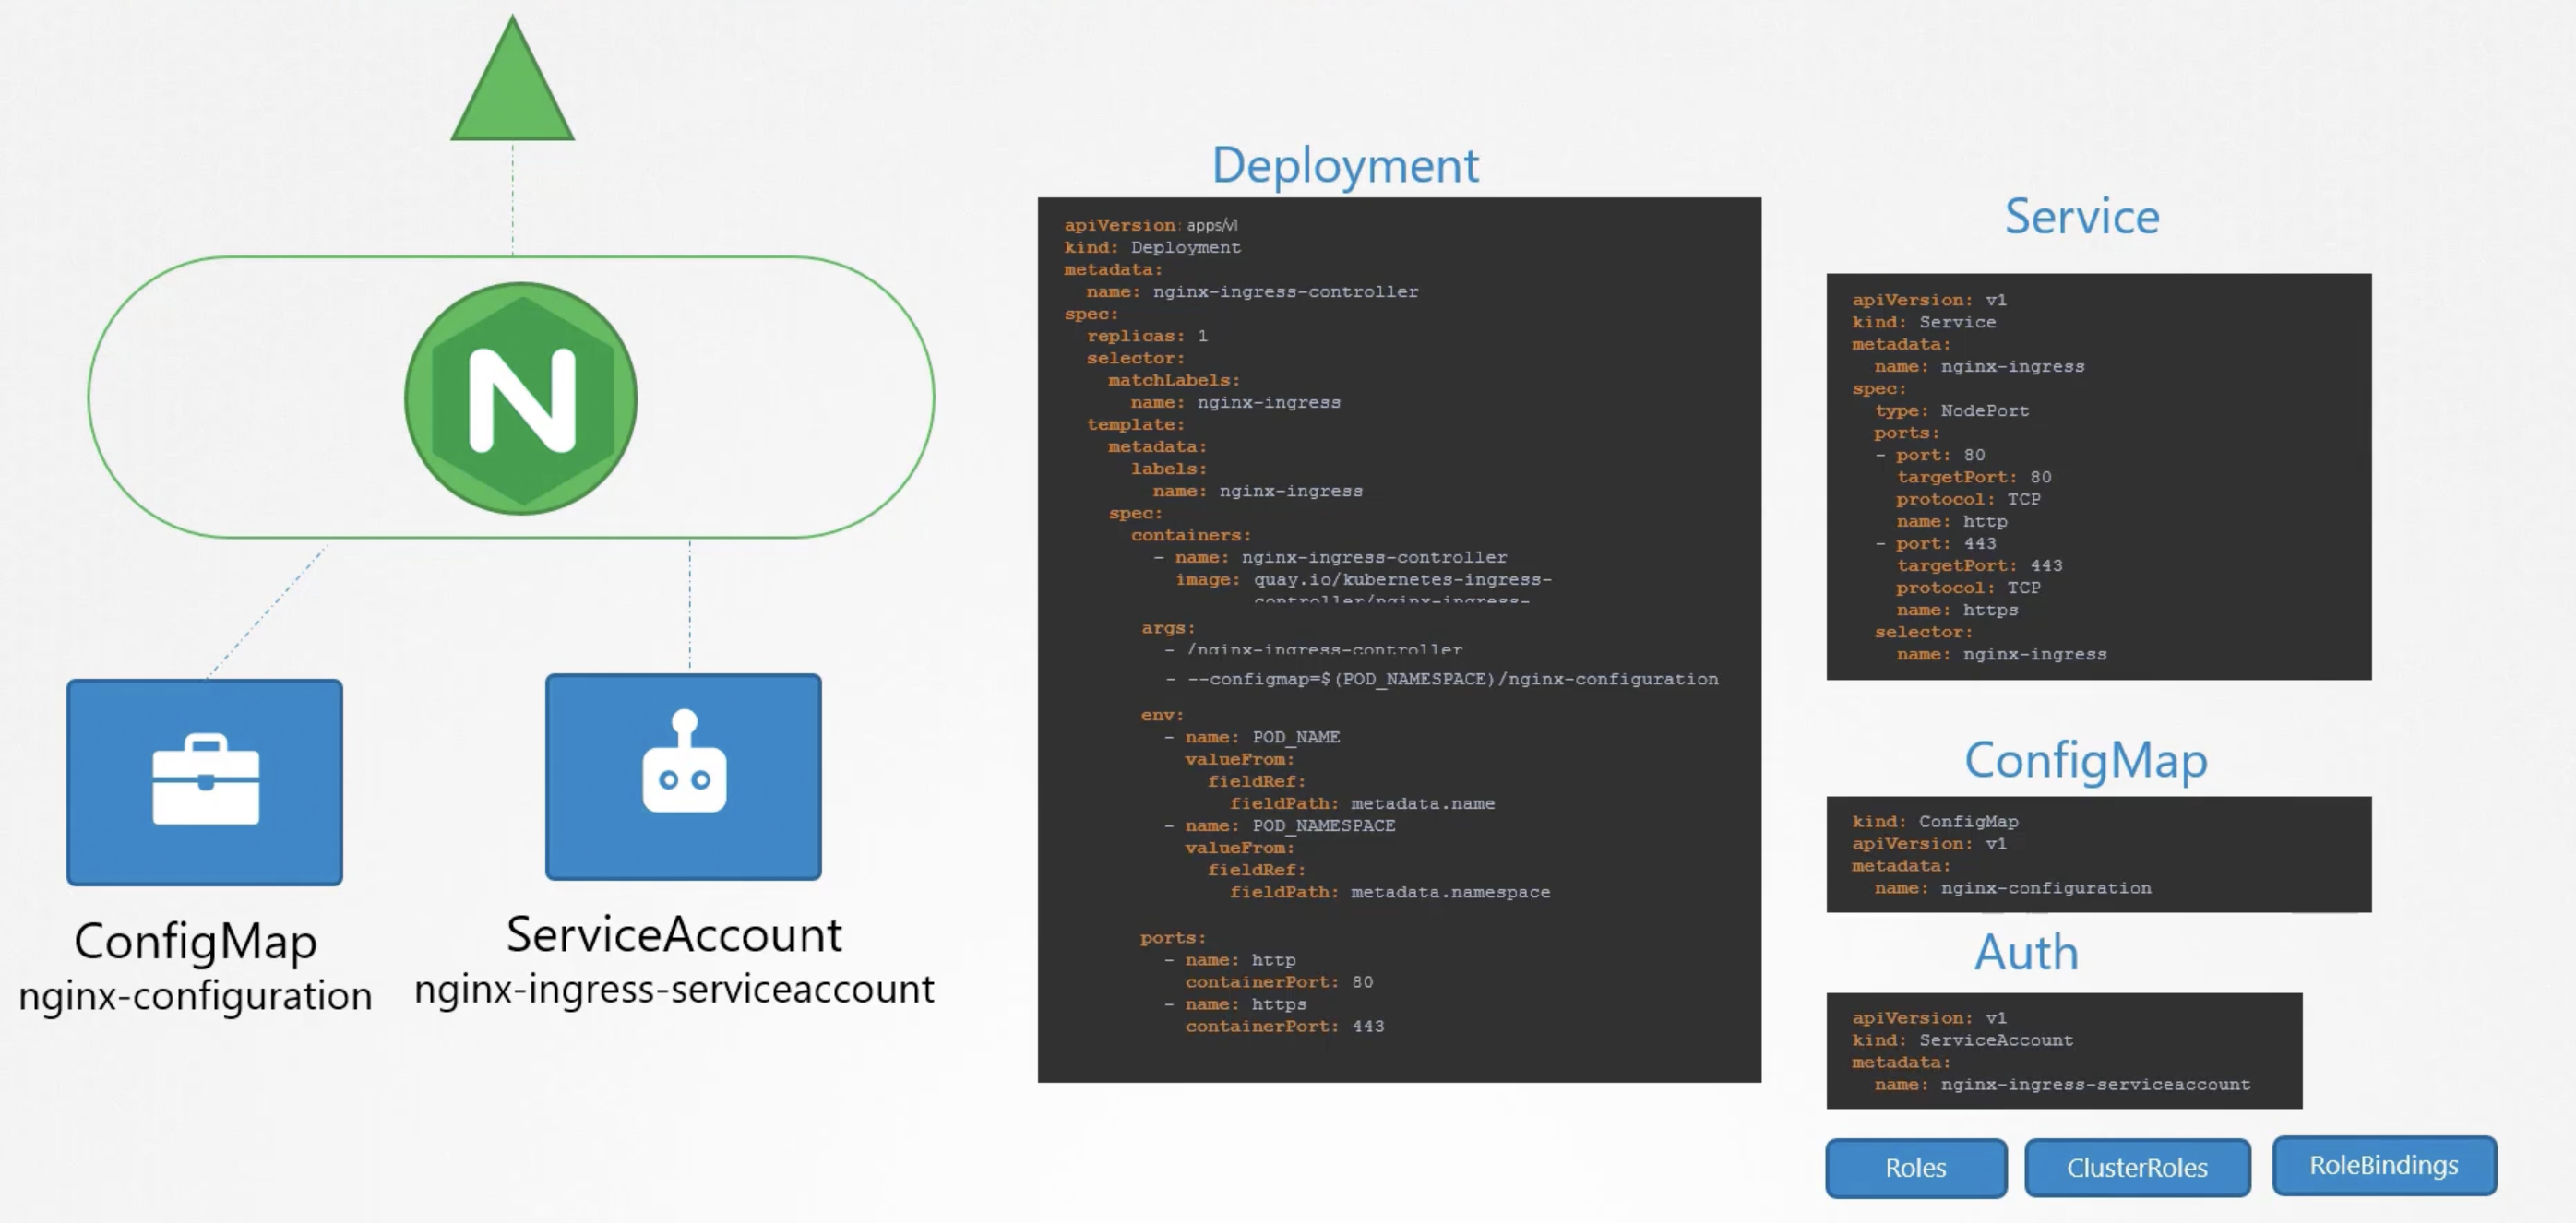 N
ConfigMap
nginx-configuration
ServiceAccount
nginx-ingress-serviceaccount
Deployment
apiVersion: apps/v1
kind: Deployment
metadata:
  name: nginx-ingress-controller
spec:
  replicas: 1
  selector:
    matchLabels:
      name: nginx-ingress
  template:
    metadata:
      labels:
        name: nginx-ingress
    spec:
      containers:
        - name: nginx-ingress-controller
          image: quay.io/kubernetes-ingress-
                 controller/nginx-ingress-
       args:
         - /nginx-ingress-controller
         - --configmap=$(POD_NAMESPACE)/nginx-configuration
       env:
         - name: POD_NAME
           valueFrom:
             fieldRef:
               fieldPath: metadata.name
         - name: POD_NAMESPACE
           valueFrom:
             fieldRef:
               fieldPath: metadata.namespace
       ports:
         - name: http
           containerPort: 80
         - name: https
           containerPort: 443
Service
apiVersion: v1
kind: Service
metadata:
  name: nginx-ingress
spec:
  type: NodePort
  ports:
  - port: 80
    targetPort: 80
    protocol: TCP
    name: http
  - port: 443
    targetPort: 443
    protocol: TCP
    name: https
  selector:
    name: nginx-ingress
ConfigMap
kind: ConfigMap
apiVersion: v1
metadata:
  name: nginx-configuration
Auth
apiVersion: v1
kind: ServiceAccount
metadata:
  name: nginx-ingress-serviceaccount
Roles
ClusterRoles
RoleBindings